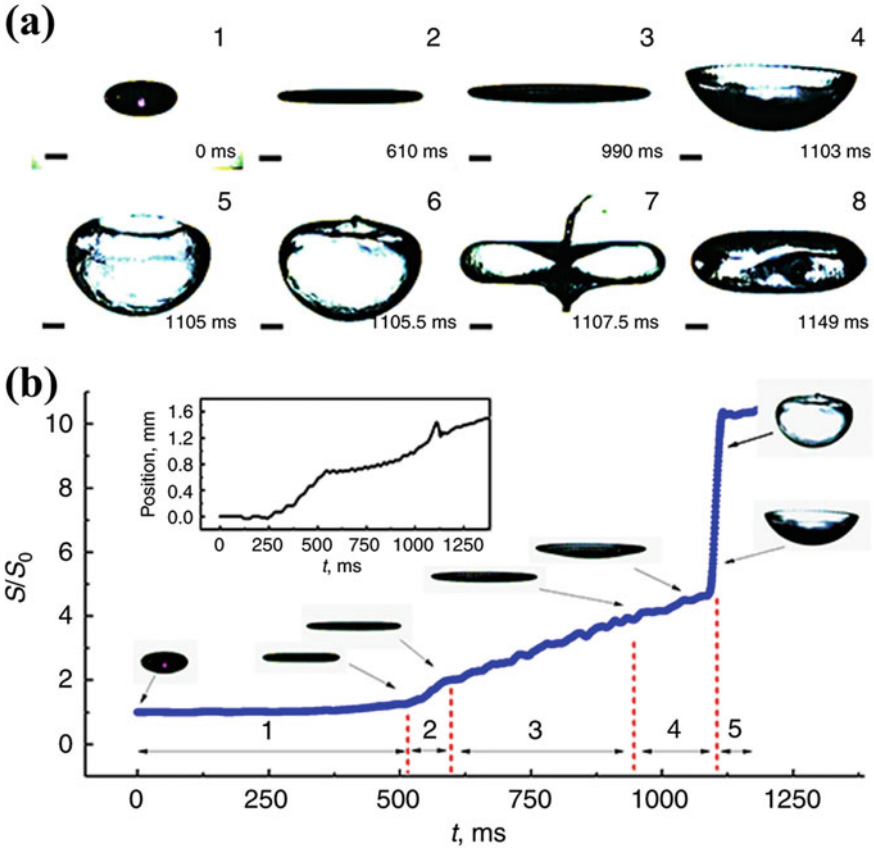 (a)
1 2 3 4
0 ms 610 ms 990 ms 1103 ms
5 6 7 8
1105 ms 1105.5 ms 1107.5 ms 1149 ms
(b)
10
8
6
4
2
0
S/S0
1.6
1.2
0.8
0.4
0.0
Position, mm
0 250 500 750 1000 1250
t, ms
1 2 3 4 5
0 250 500 750 1000 1250
t, ms